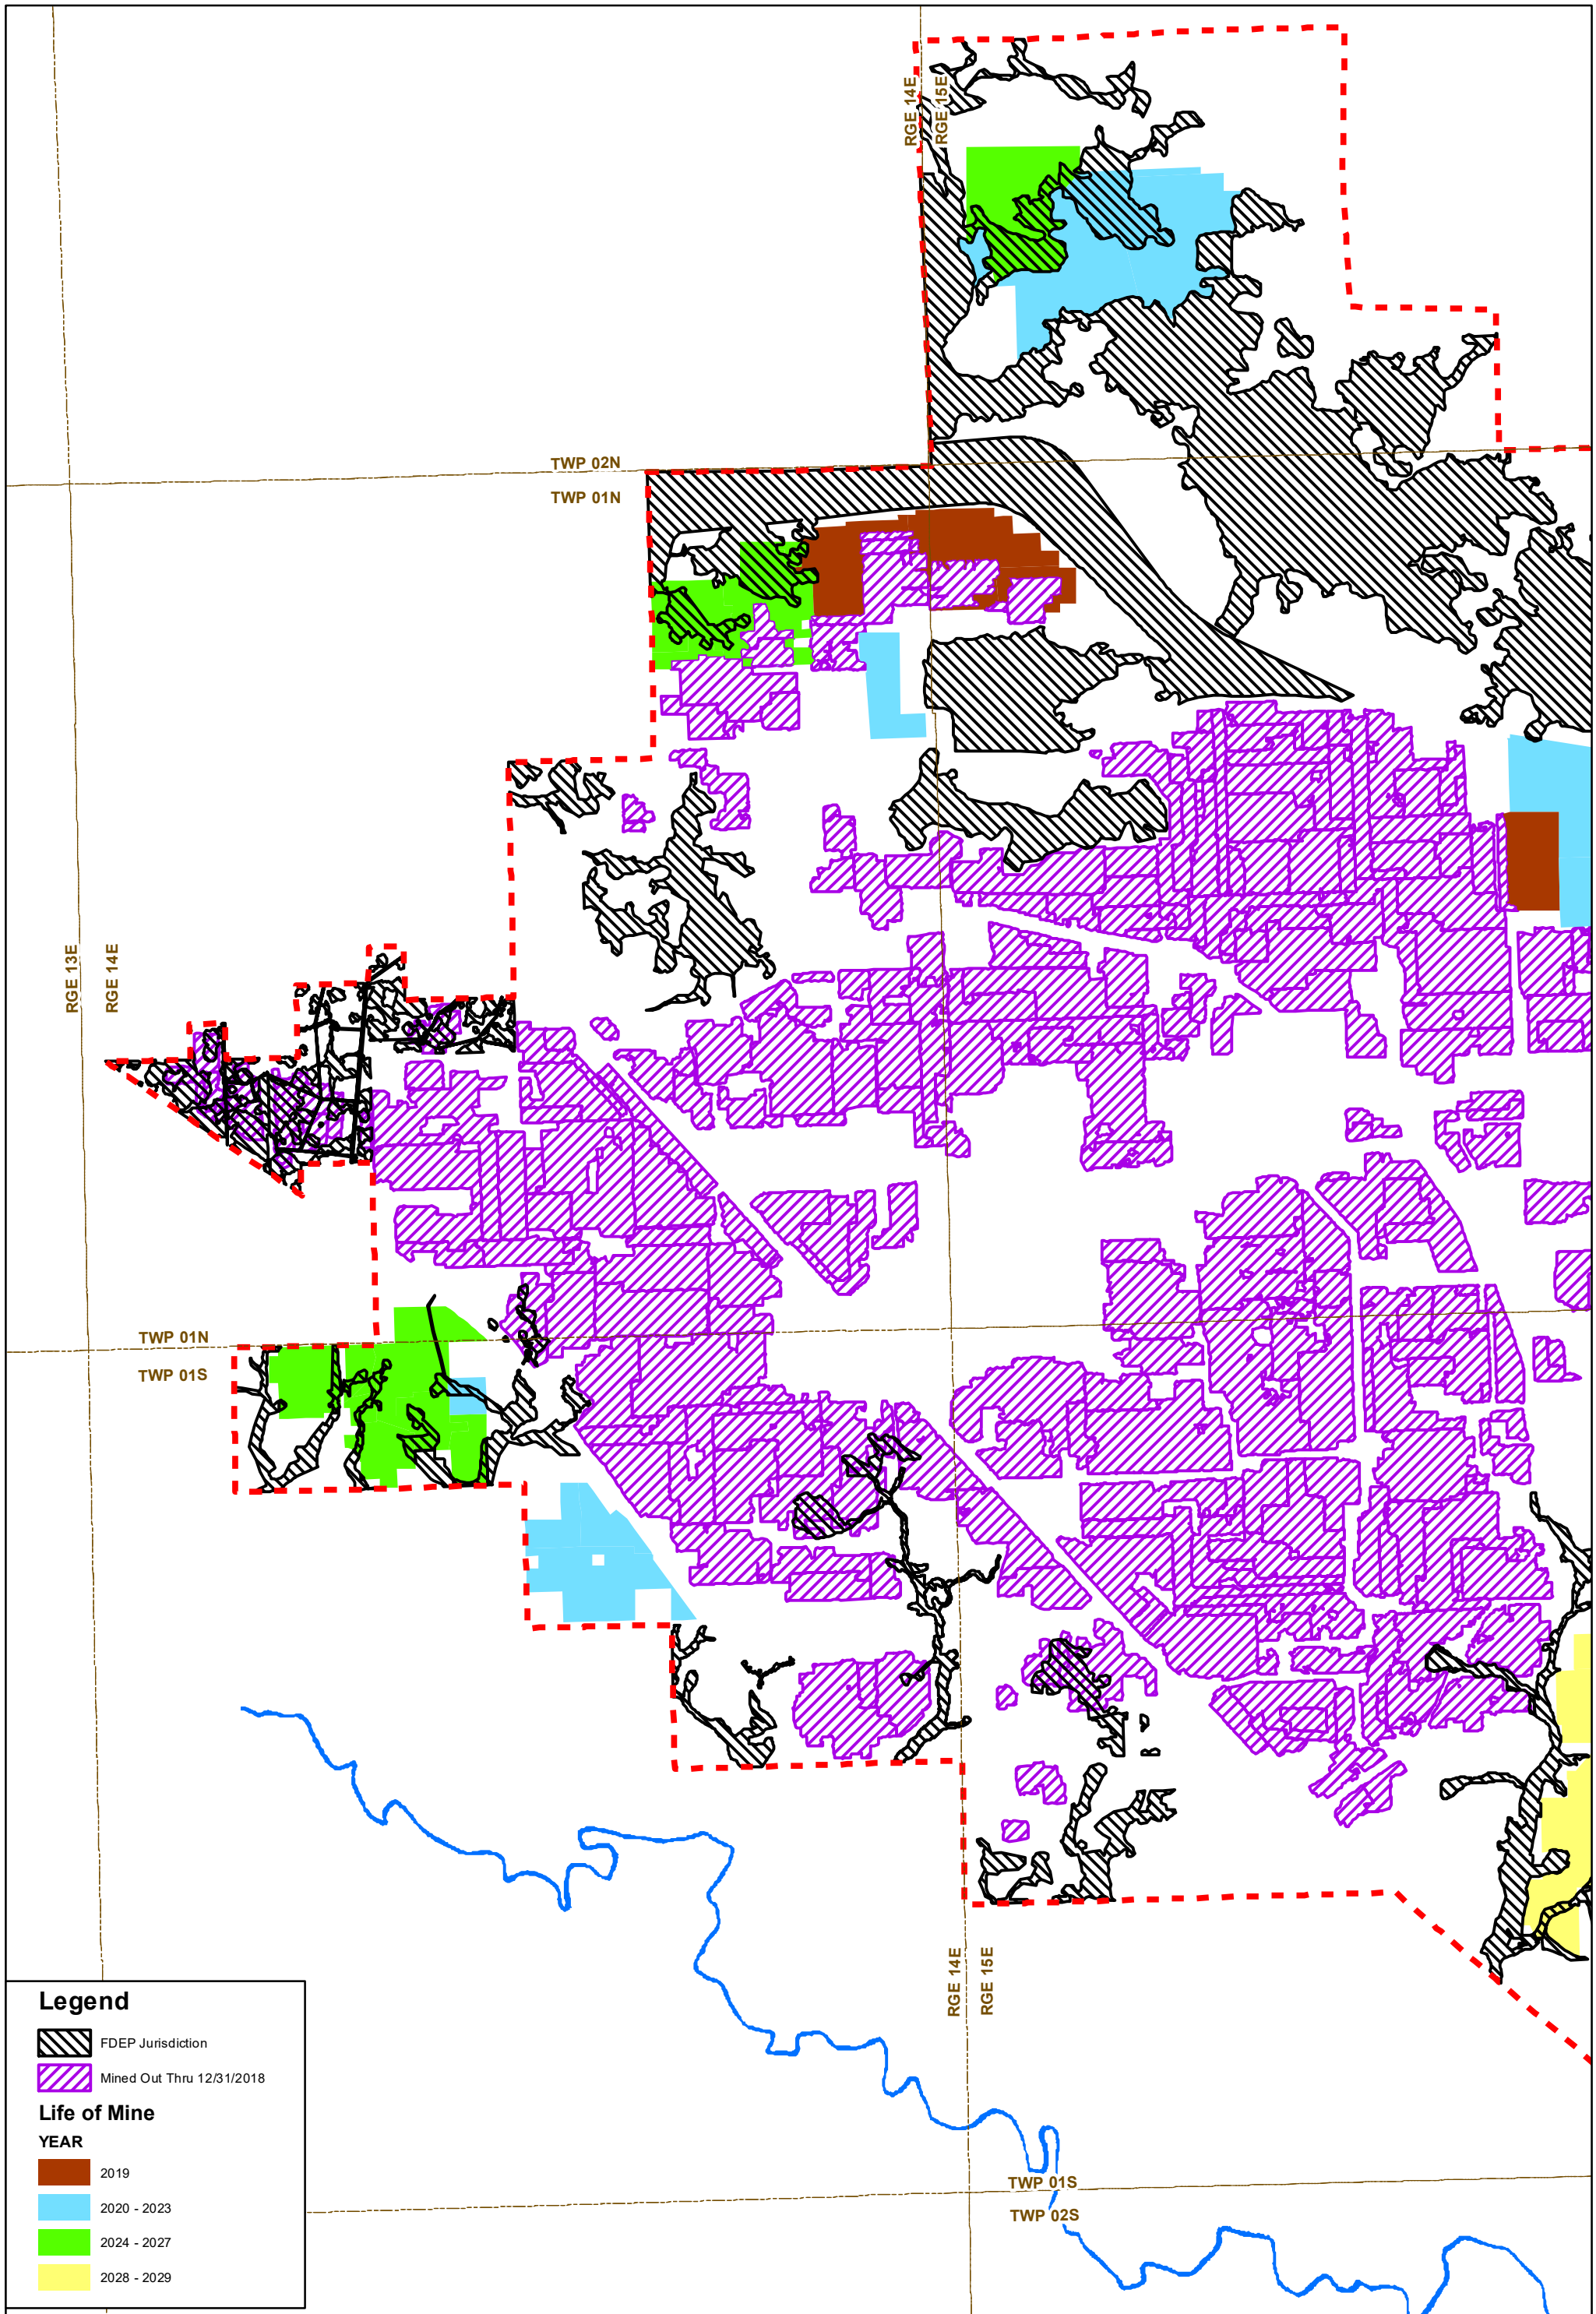 RGE 14E
RGE 15E
TWP 02N
TWP 01N
RGE 13E
RGE 14E
TWP 01N
TWP 01S
RGE 14E
RGE 15E
TWP 01S
TWP 02S
Legend
FDEP Jurisdiction
Mined Out Thru 12/31/2018
Life of Mine
YEAR
2019
2020 - 2023
2024 - 2027
2028 - 2029